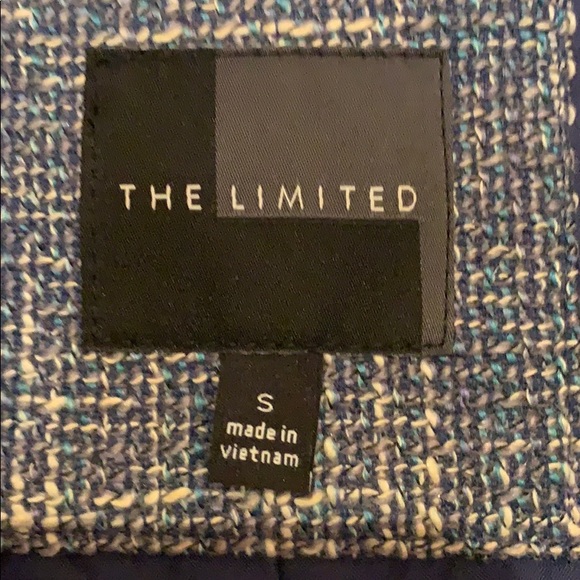 THE LIMITED
S
made in
vietnam